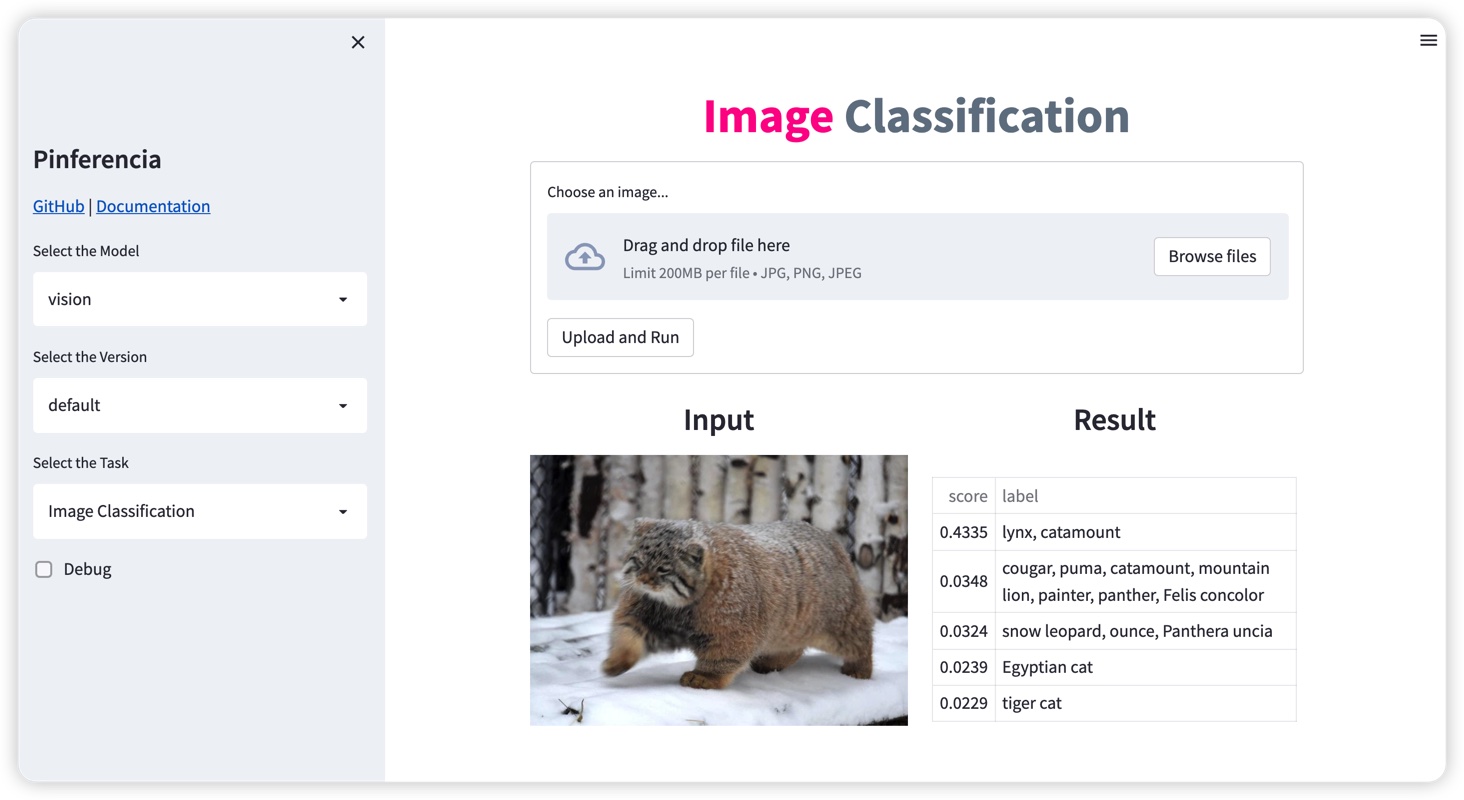 Pinferencia
GitHub | Documentation
Select the Model
vision
Select the Version
default
Select the Task
Image Classification
Debug
Image Classification
Choose an image...
Drag and drop file here
Limit 200MB per file • JPG, PNG, JPEG
Browse files
Upload and Run
Input
Result
score label
0.4335 lynx, catamount
0.0348 cougar, puma, catamount, mountain
lion, painter, panther, Felis concolor
0.0324 snow leopard, ounce, Panthera uncia
0.0239 Egyptian cat
0.0229 tiger cat